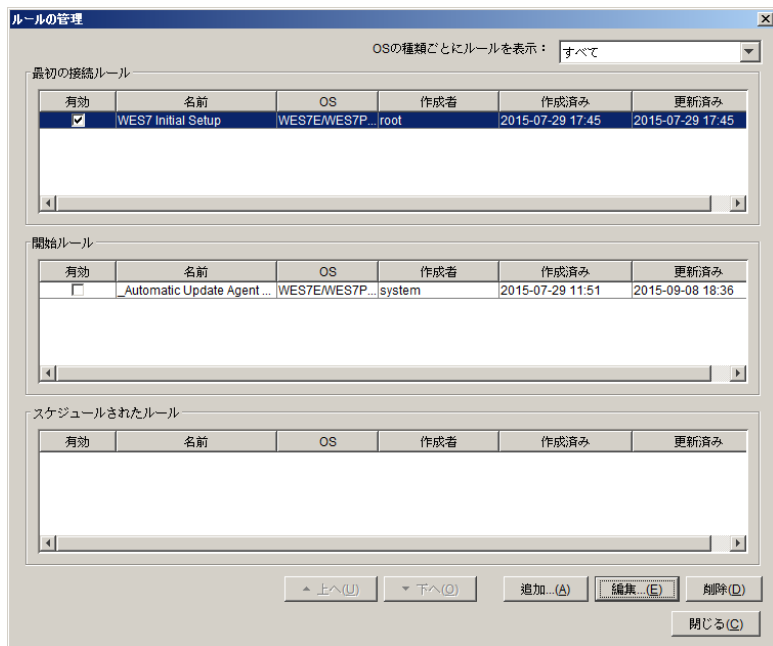 ルールの管理
OSの種類ごとにルールを表示： すべて
最初の接続ルール
有効 名前 OS 作成者 作成済み 更新済み
WES7 Initial Setup WES7E/WES7P... root 2015-07-29 17:45 2015-07-29 17:45
開始ルール
有効 名前 OS 作成者 作成済み 更新済み
_Automatic Update Agent ... WES7E/WES7P... system 2015-07-29 11:51 2015-09-08 18:36
スケジュールされたルール
有効 名前 OS 作成者 作成済み 更新済み
上へ(U) 下へ(O) 追加...(A) 編集...(E) 削除(D)
閉じる(C)